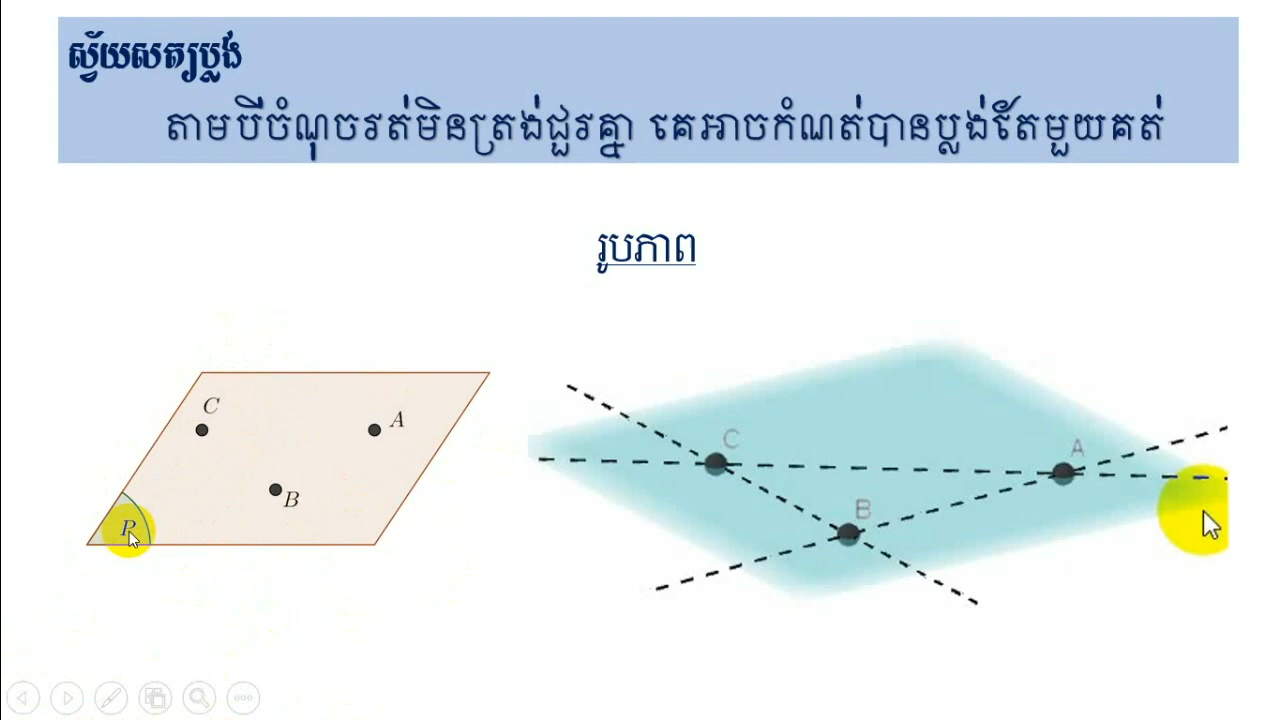 ស្វ័យសត្យប្លង់
តាមបីចំណុចរត់មិនត្រង់ជួរគ្នា គេអាចកំណត់បានប្លង់តែមួយគត់
រូបភាព
C
A
B
P
C
A
B